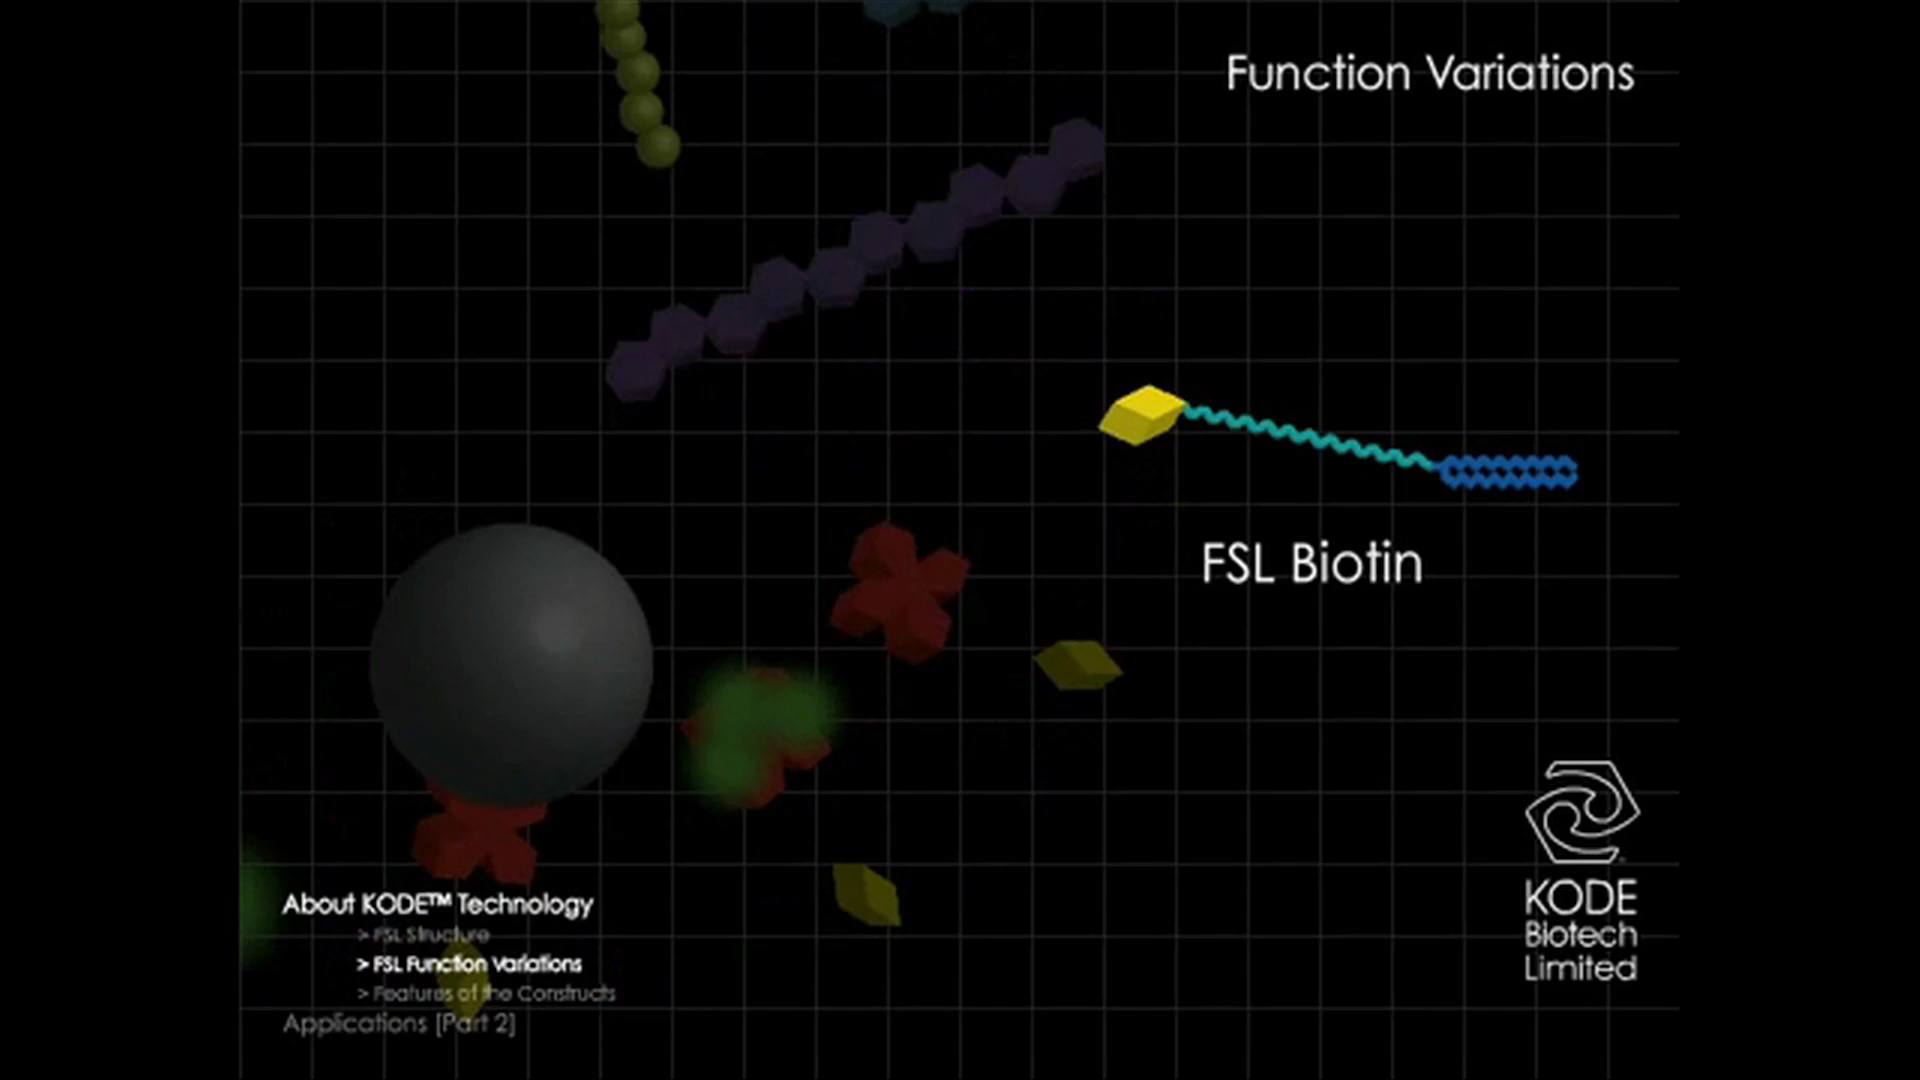 Function Variations
FSL Biotin
About KODE™ Technology
> FSL Structure
> FSL Function Variations
> Features of the Constructs
Applications [Part 2]
KODE
Biotech
Limited